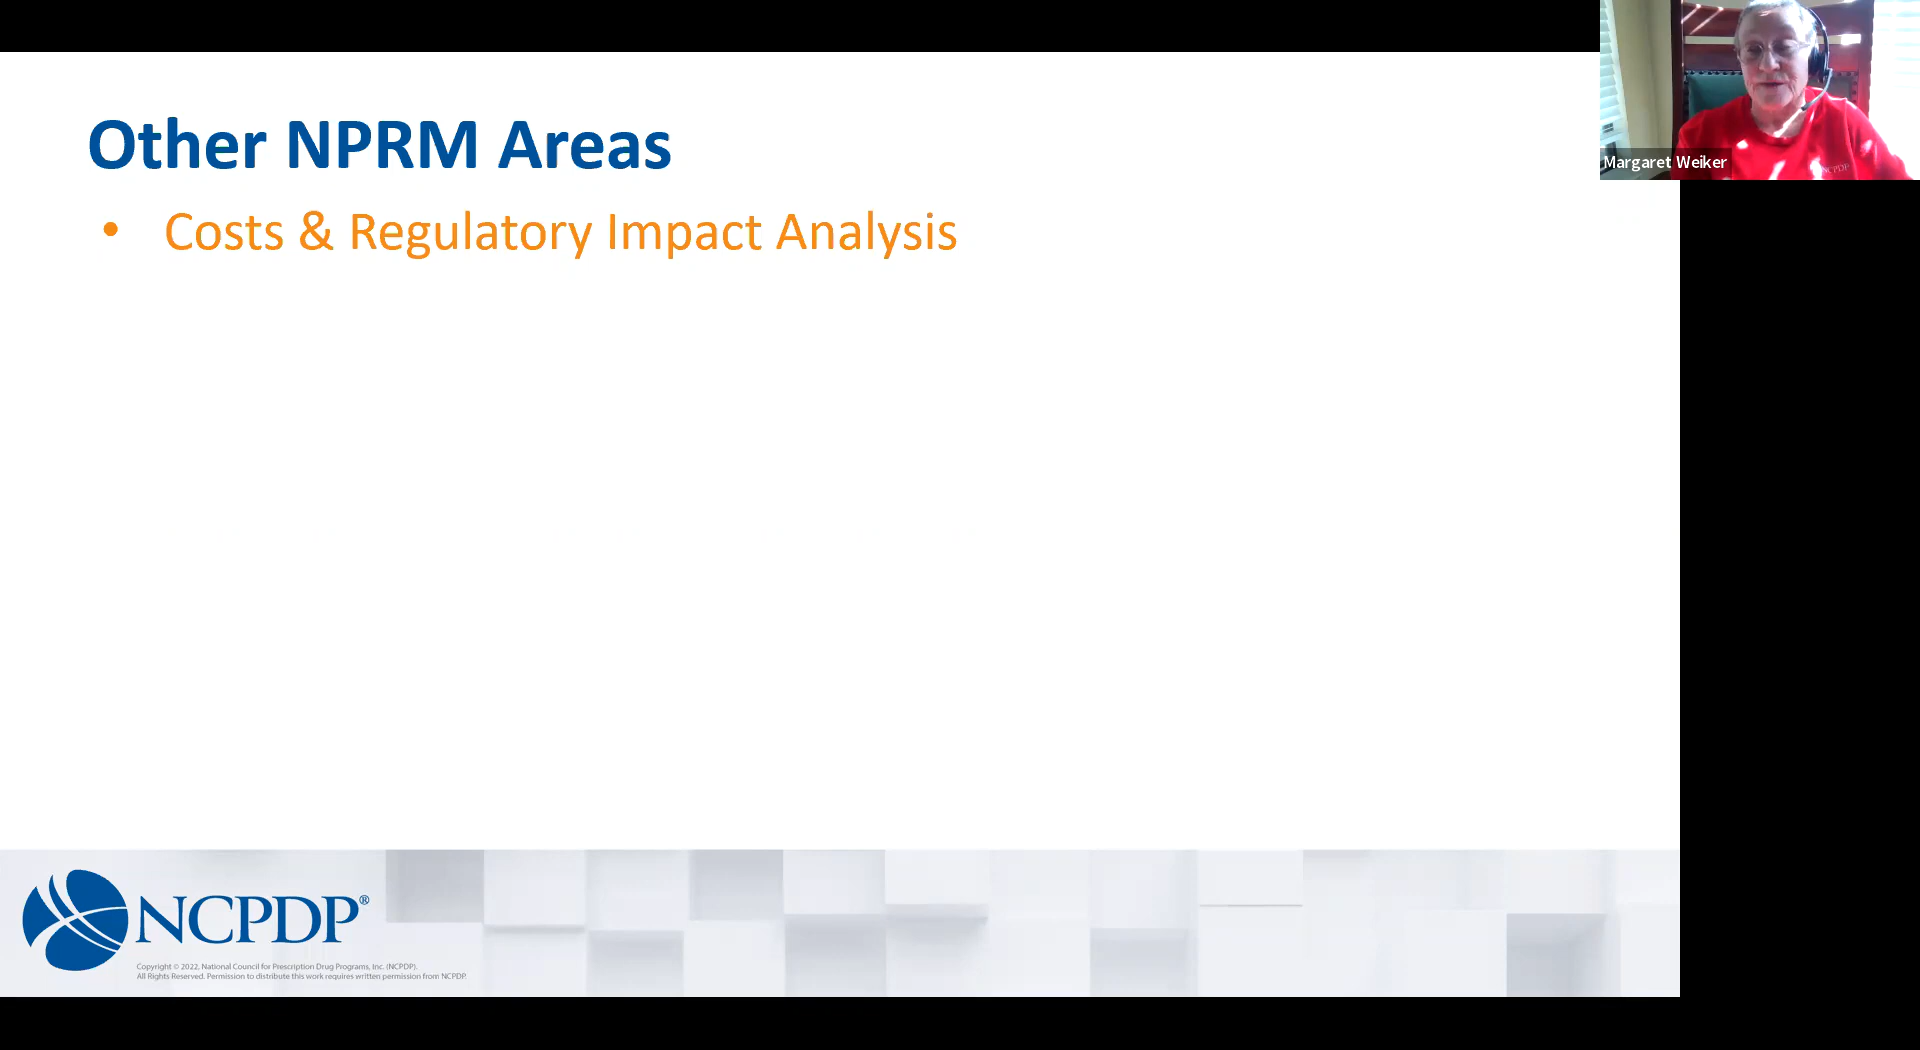 Other NPRM Areas
• Costs & Regulatory Impact Analysis
Margaret Weiker
NCPDP
NCPDP®
Copyright © 2022, National Council for Prescription Drug Programs, Inc. (NCPDP).
All Rights Reserved. Permission to distribute this work requires written permission from NCPDP.